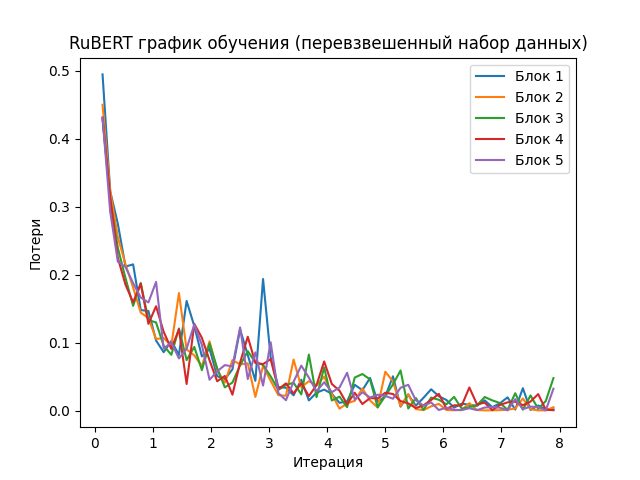 RuBERT график обучения (перевзвешенный набор данных)
Потери
0.5
0.4
0.3
0.2
0.1
0.0
Блок 1
Блок 2
Блок 3
Блок 4
Блок 5
0 1 2 3 4 5 6 7 8
Итерация